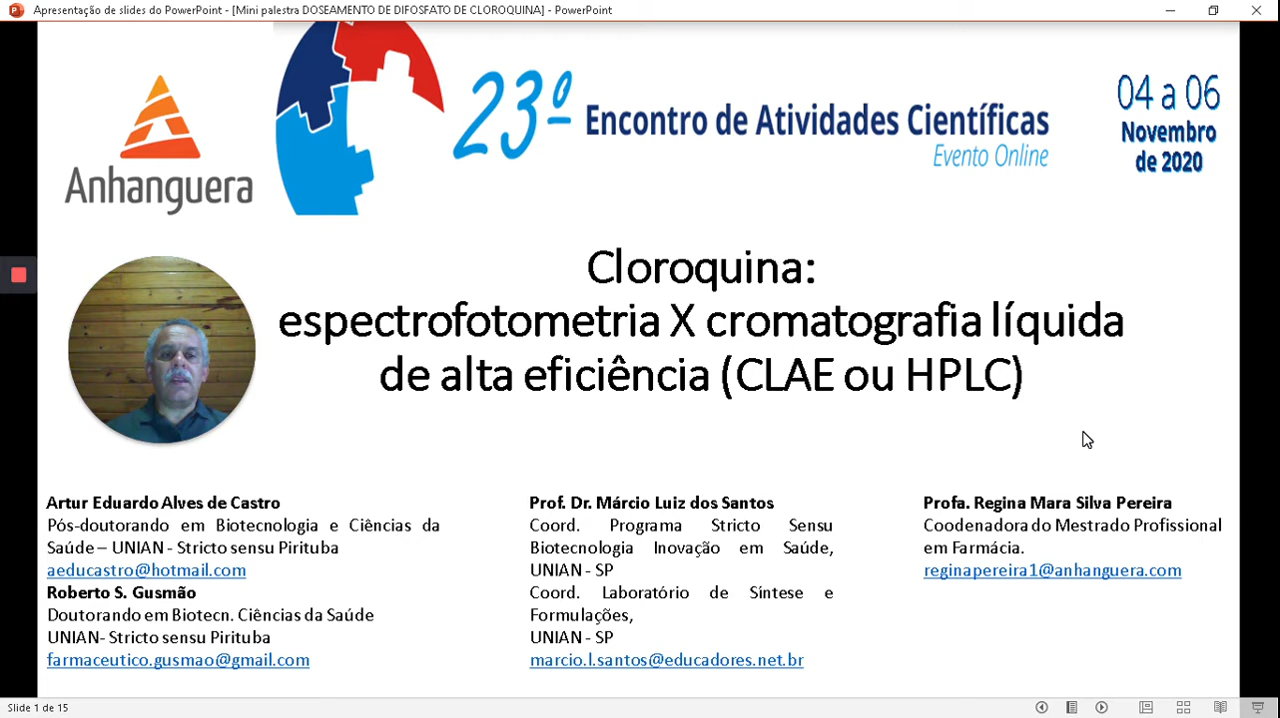 Apresentação de slides do PowerPoint - [Mini palestra DOSEAMENTO DE DIFOSFATO DE CLOROQUINA] - PowerPoint
Anhanguera
23º Encontro de Atividades Científicas
Evento Online
04 a 06
Novembro
de 2020
Cloroquina:
espectrofotometria X cromatografia líquida
de alta eficiência (CLAE ou HPLC)
Artur Eduardo Alves de Castro
Pós-doutorando em Biotecnologia e Ciências da
Saúde – UNIAN - Stricto sensu Pirituba
aeducastro@hotmail.com
Roberto S. Gusmão
Doutorando em Biotecn. Ciências da Saúde
UNIAN- Stricto sensu Pirituba
farmaceutico.gusmao@gmail.com
Prof. Dr. Márcio Luiz dos Santos
Coord. Programa Stricto Sensu
Biotecnologia Inovação em Saúde,
UNIAN - SP
Coord. Laboratório de Síntese e
Formulações,
UNIAN - SP
marcio.l.santos@educadores.net.br
Profa. Regina Mara Silva Pereira
Coodenadora do Mestrado Profissional
em Farmácia.
reginapereira1@anhanguera.com
Slide 1 de 15